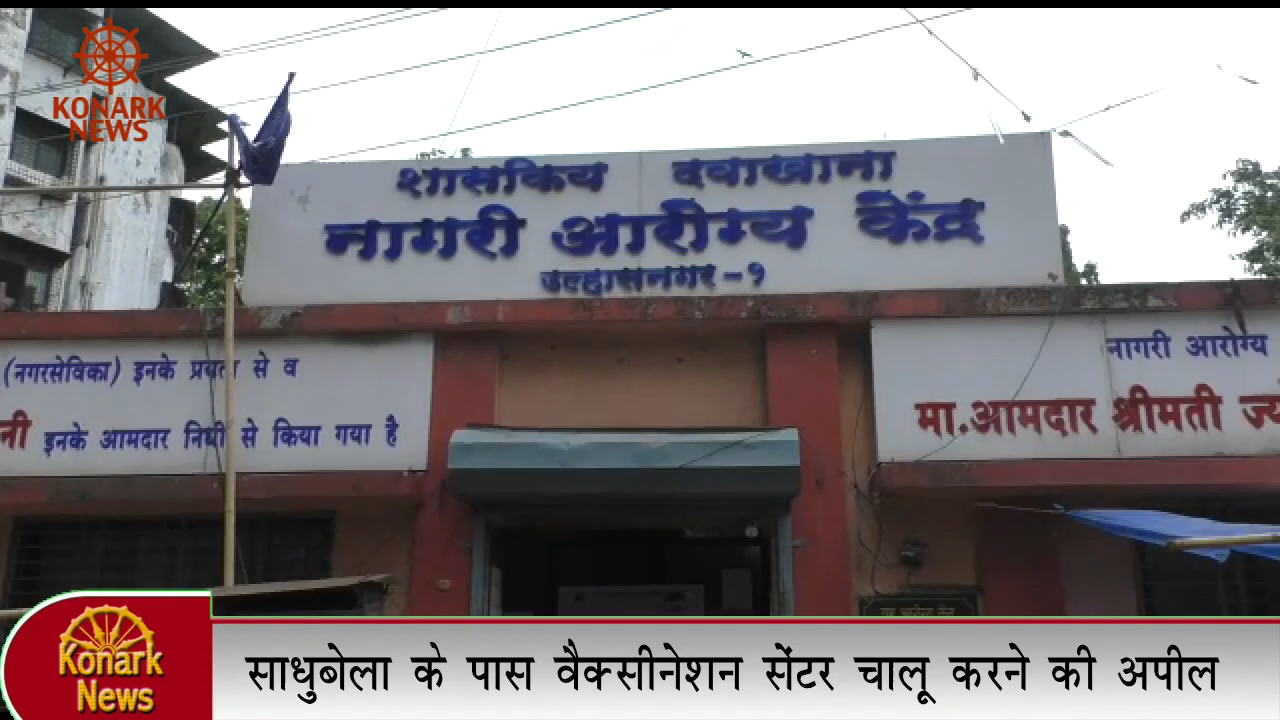 KONARK
NEWS
शासकिय दवाखाना
नागरी आरोग्य केंद्र
उल्हासनगर - १
(नगरसेविका) इनके प्रयत्न से व
नी इनके आमदार निधी से किया गया है
नागरी आरोग्य
मा.आमदार श्रीमती ज्यो
Konark
News
साधुबेला के पास वैक्सीनेशन सेंटर चालू करने की अपील